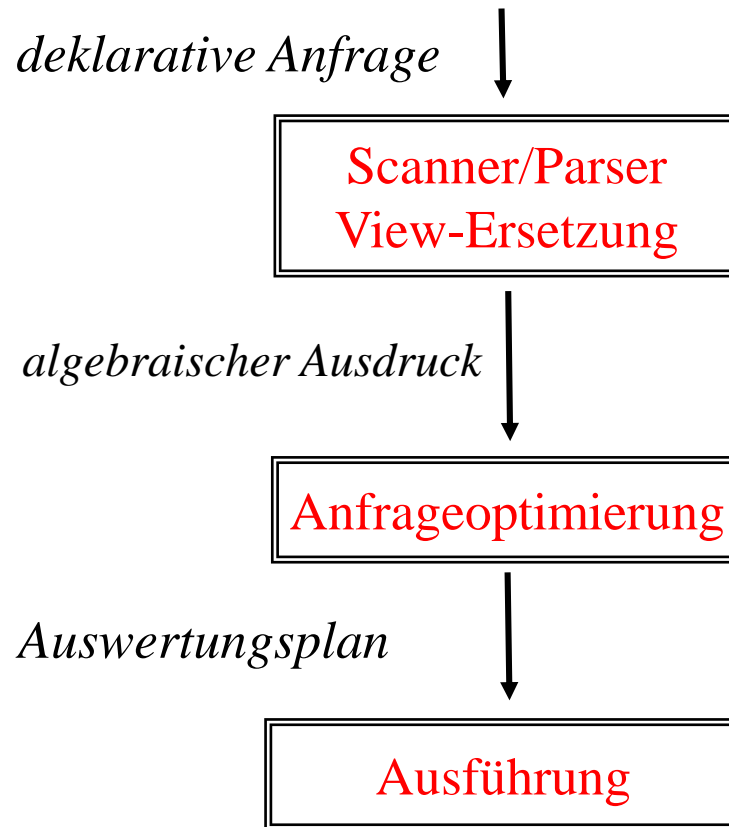 deklarative Anfrage
Scanner/Parser
View-Ersetzung
algebraischer Ausdruck
Anfrageoptimierung
Auswertungsplan
Ausführung